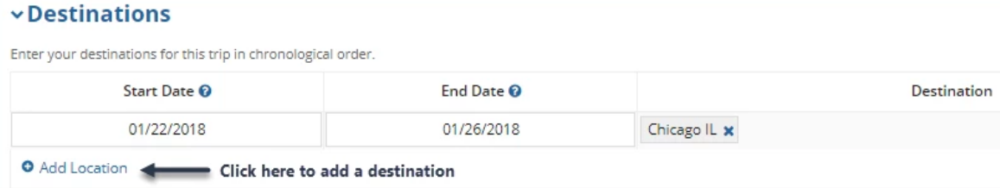 Destinations
Enter your destinations for this trip in chronological order.
Start Date End Date Destination
01/22/2018 01/26/2018 Chicago IL
Add Location Click here to add a destination